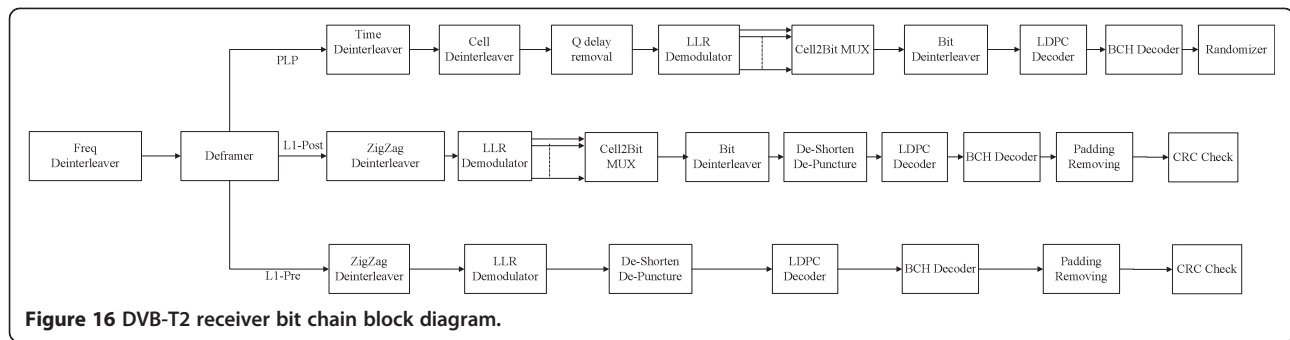 PLP
Time
Deinterleaver
Cell
Deinterleaver
Q delay
removal
LLR
Demodulator
Cell2Bit MUX
Bit
Deinterleaver
LDPC
Decoder
BCH Decoder
Randomizer
Freq
Deinterleaver
Deframer
L1-Post
ZigZag
Deinterleaver
LLR
Demodulator
Cell2Bit
MUX
Bit
Deinterleaver
De-Shorten
De-Puncture
LDPC
Decoder
BCH Decoder
Padding
Removing
CRC Check
L1-Pre
ZigZag
Deinterleaver
LLR
Demodulator
De-Shorten
De-Puncture
LDPC
Decoder
BCH Decoder
Padding
Removing
CRC Check
Figure 16 DVB-T2 receiver bit chain block diagram.